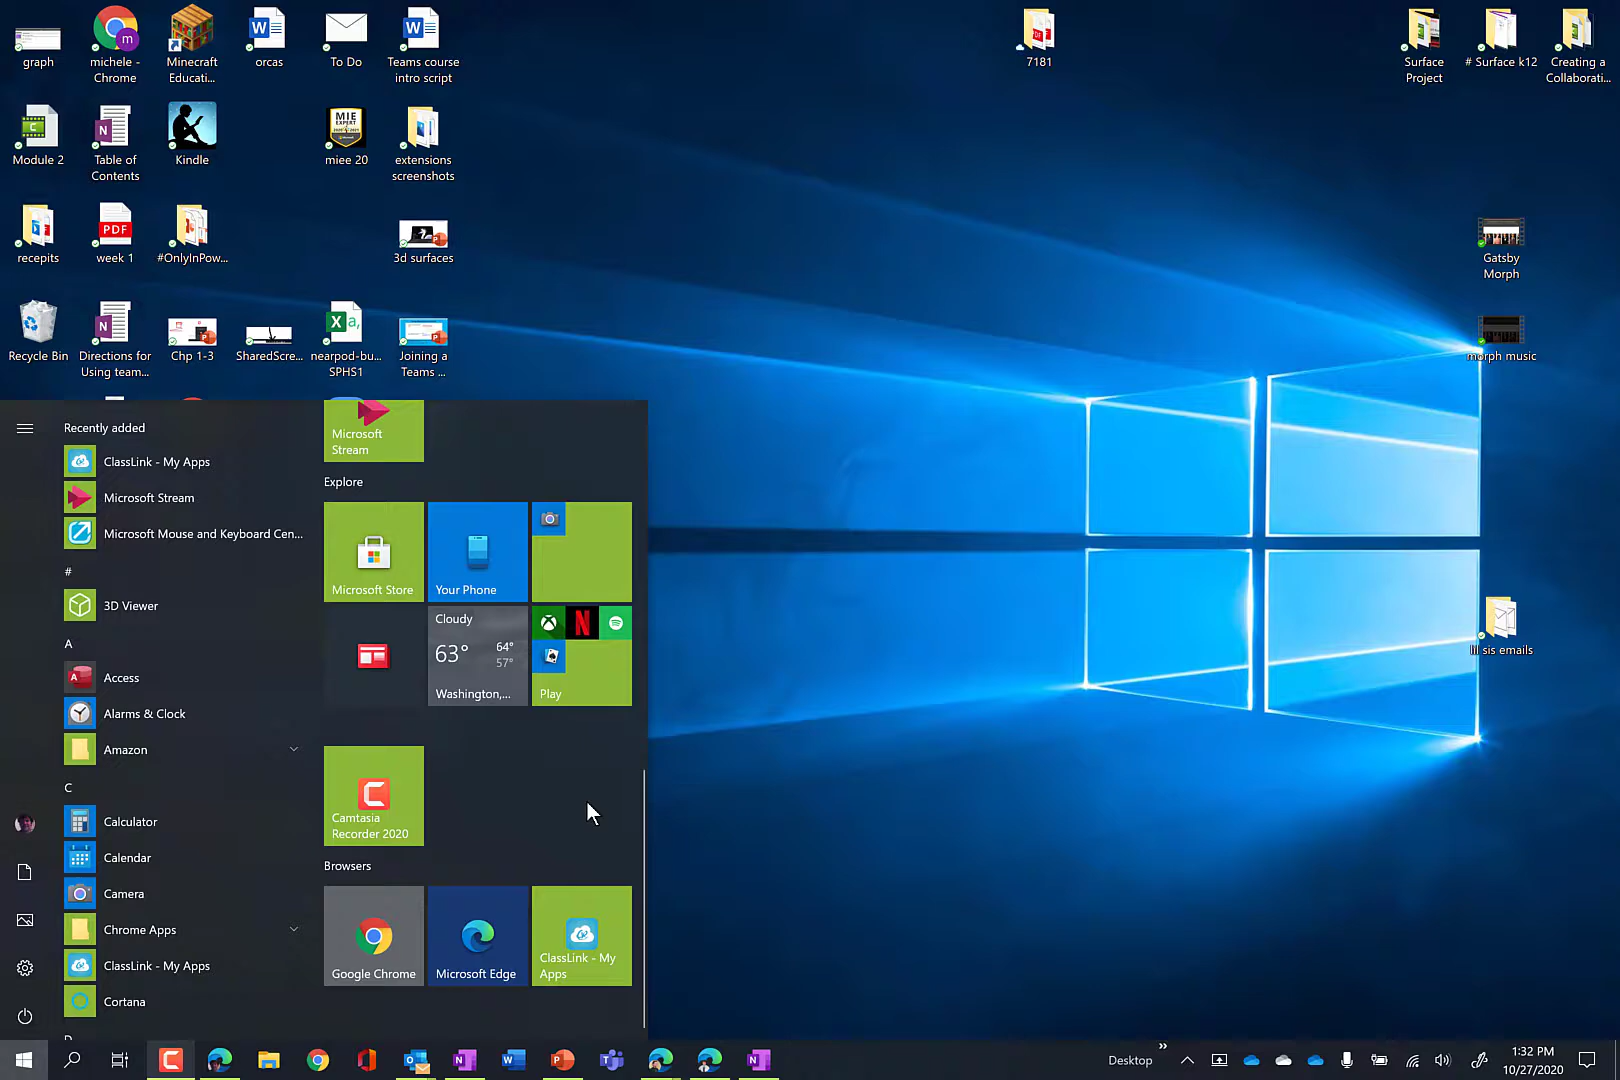 graph
michele -
Chrome
Minecraft
Educati...
orcas
To Do
Teams course
intro script
7181
Surface
Project
# Surface k12
Creating a
Collaborati...
Module 2
Table of
Contents
Kindle
MIE
EXPERT
miee 20
extensions
screenshots
recepits
PDF
week 1
#OnlyInPow...
3d surfaces
Gatsby
Morph
Recycle Bin
Directions for
Using team...
Chp 1-3
SharedScre...
nearpod-bu...
SPHS1
Joining a
Teams ...
morph music
lil sis emails
Recently added
ClassLink - My Apps
Microsoft Stream
Microsoft Mouse and Keyboard Cen...
#
3D Viewer
A
Access
Alarms & Clock
Amazon
C
Calculator
Calendar
Camera
Chrome Apps
ClassLink - My Apps
Cortana
Microsoft
Stream
Explore
Microsoft Store
Your Phone
Cloudy
63°
64°
57°
Washington,...
Play
Camtasia
Recorder 2020
Browsers
Google Chrome
Microsoft Edge
ClassLink - My
Apps
Desktop
1:32 PM
10/27/2020